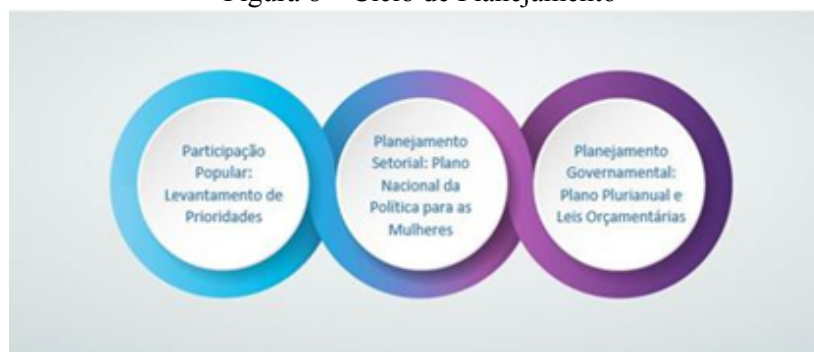 Figura 6 – Ciclo de Planejamento
Participação
Popular:
Levantamento de
Prioridades
Planejamento
Setorial: Plano
Nacional da
Política para as
Mulheres
Planejamento
Governamental:
Plano Plurianual e
Leis Orçamentárias